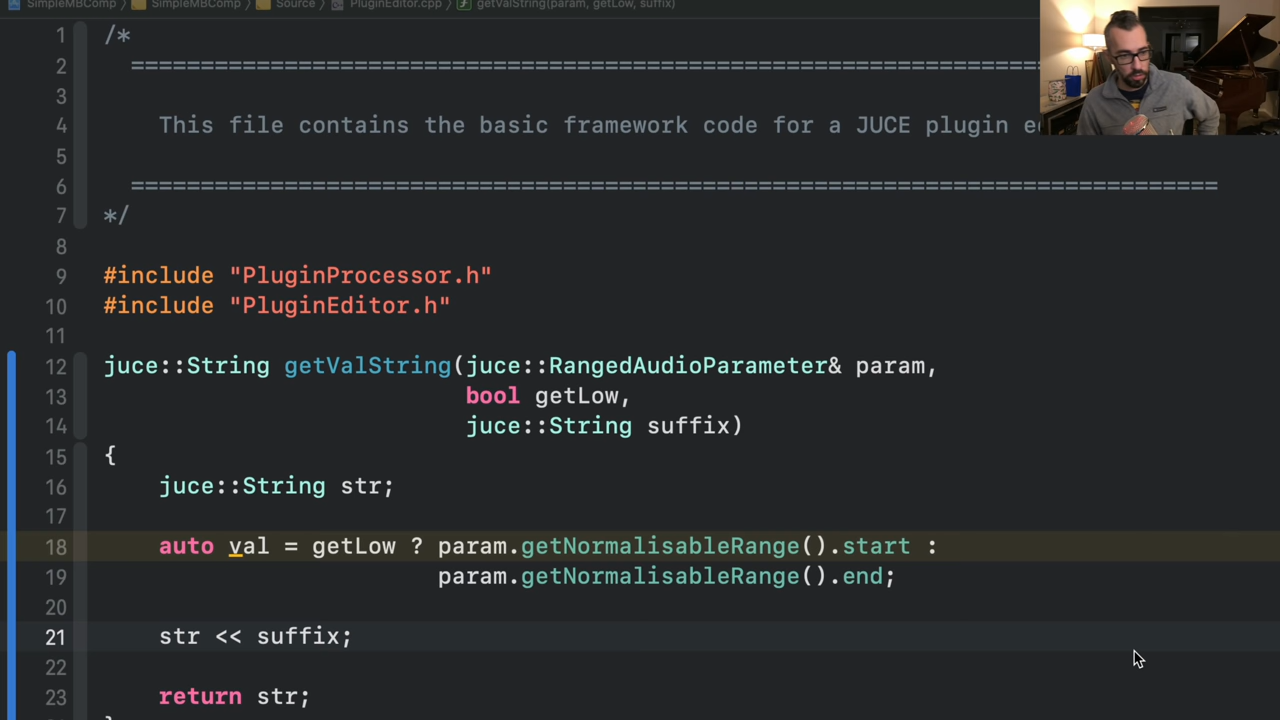 SimpleMBComp 〉 SimpleMBComp 〉 Source 〉 PluginEditor.cpp 〉 f getValString(param, getLow, suffix)
1 /*
2 ==============================================================================
3
4 This file contains the basic framework code for a JUCE plugin
5
6 ==============================================================================
7 */
8
9 #include "PluginProcessor.h"
10 #include "PluginEditor.h"
11
12 juce::String getValString(juce::RangedAudioParameter& param,
13 bool getLow,
14 juce::String suffix)
15 {
16 juce::String str;
17
18 auto val = getLow ? param.getNormalisableRange().start :
19 param.getNormalisableRange().end;
20
21 str << suffix;
22
23 return str;